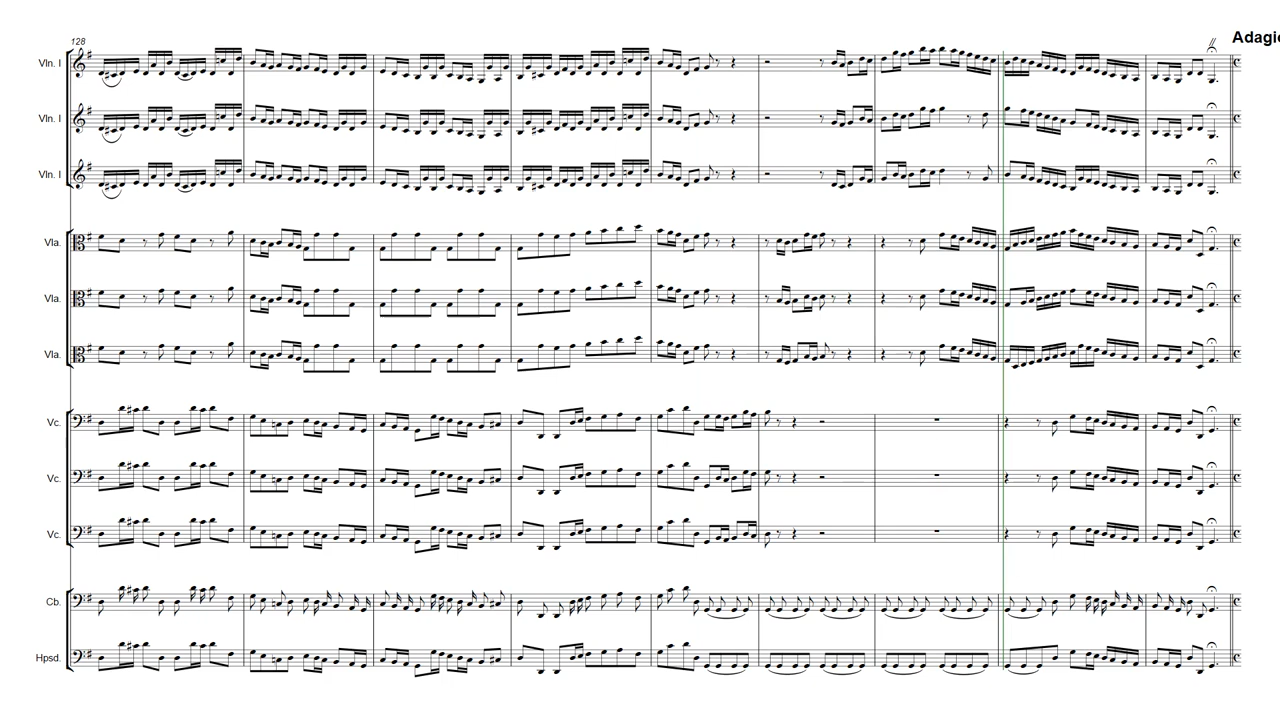 Adagio
128
Vln. I
Vln. I
Vln. I
Vla.
Vla.
Vla.
Vc.
Vc.
Vc.
Cb.
Hpsd.